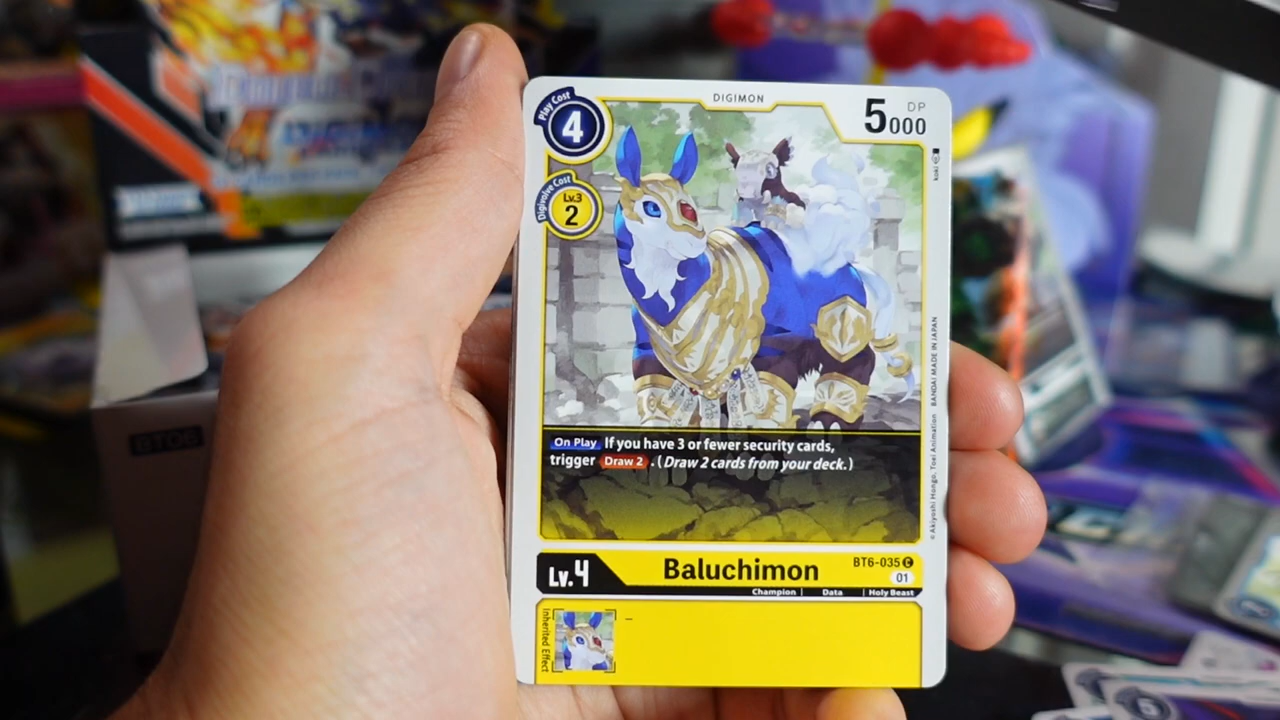 DIGIMON
Play Cost
4
5000
DP
Digivolve Cost
Lv.3
2
koki
On Play If you have 3 or fewer security cards,
trigger Draw 2. (Draw 2 cards from your deck.)
©Akiyoshi Hongo, Toei Animation BANDAI MADE IN JAPAN
Lv.4
Baluchimon
BT6-035 C
01
Champion | Data | Holy Beast
Inherited Effect
–